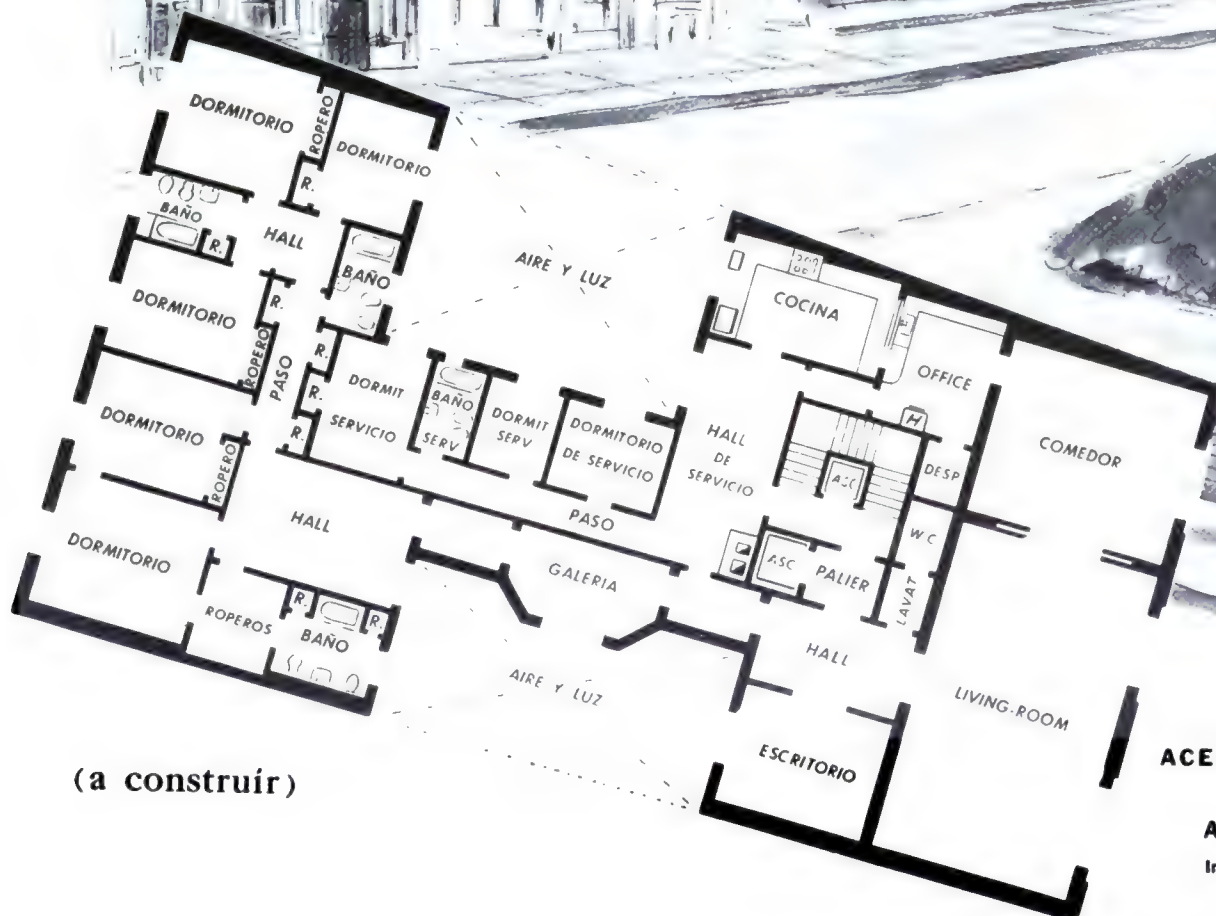 DORMITORIO
ROPERO
DORMITORIO
R.
BAÑO
R.
HALL
BAÑO
AIRE Y LUZ
DORMITORIO
R.
ROPERO
PASO
R.
R.
R.
DORMIT
SERVICIO
BAÑO
SERV
DORMIT
SERV
DORMITORIO
DE SERVICIO
HALL
DE
SERVICIO
COCINA
OFFICE
H
DESP
COMEDOR
ASC
W C
DORMITORIO
ROPERO
HALL
PASO
GALERIA
ASC
PALIER
LAVAT
DORMITORIO
ROPEROS
R.
BAÑO
R.
AIRE Y LUZ
HALL
LIVING-ROOM
ESCRITORIO
(a construír)
ACE
A